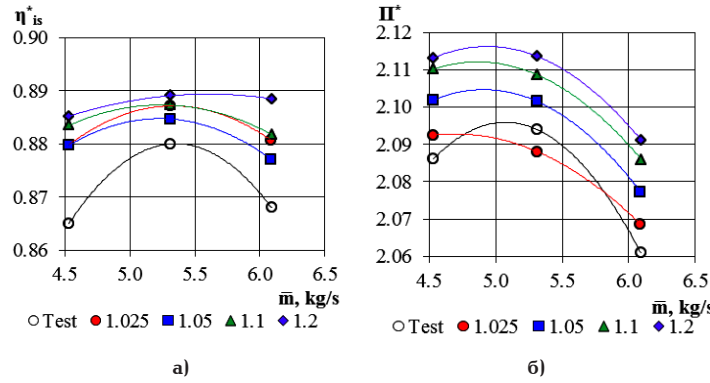 η*is
0.90
0.89
0.88
0.87
0.86
4.5 5.0 5.5 6.0 6.5
m̅, kg/s
Test 1.025 1.05 1.1 1.2
а)
Π*
2.12
2.11
2.10
2.09
2.08
2.07
2.06
4.5 5.0 5.5 6.0 6.5
m̅, kg/s
Test 1.025 1.05 1.1 1.2
б)